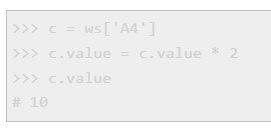 >>> c = ws['A4']
>>> c.value = c.value * 2
>>> c.value
# 10